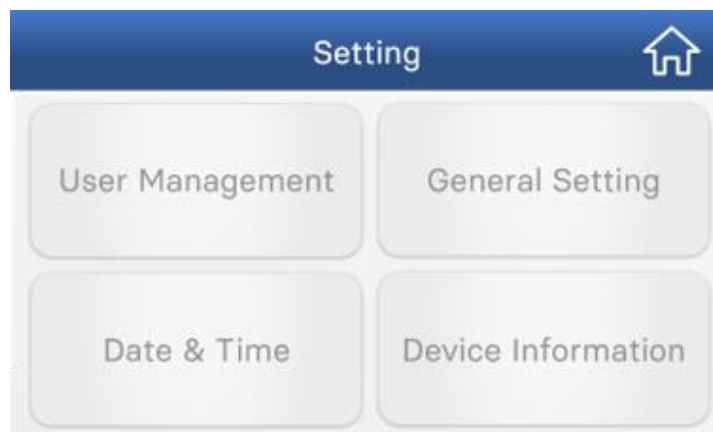 Setting
User Management
General Setting
Date & Time
Device Information